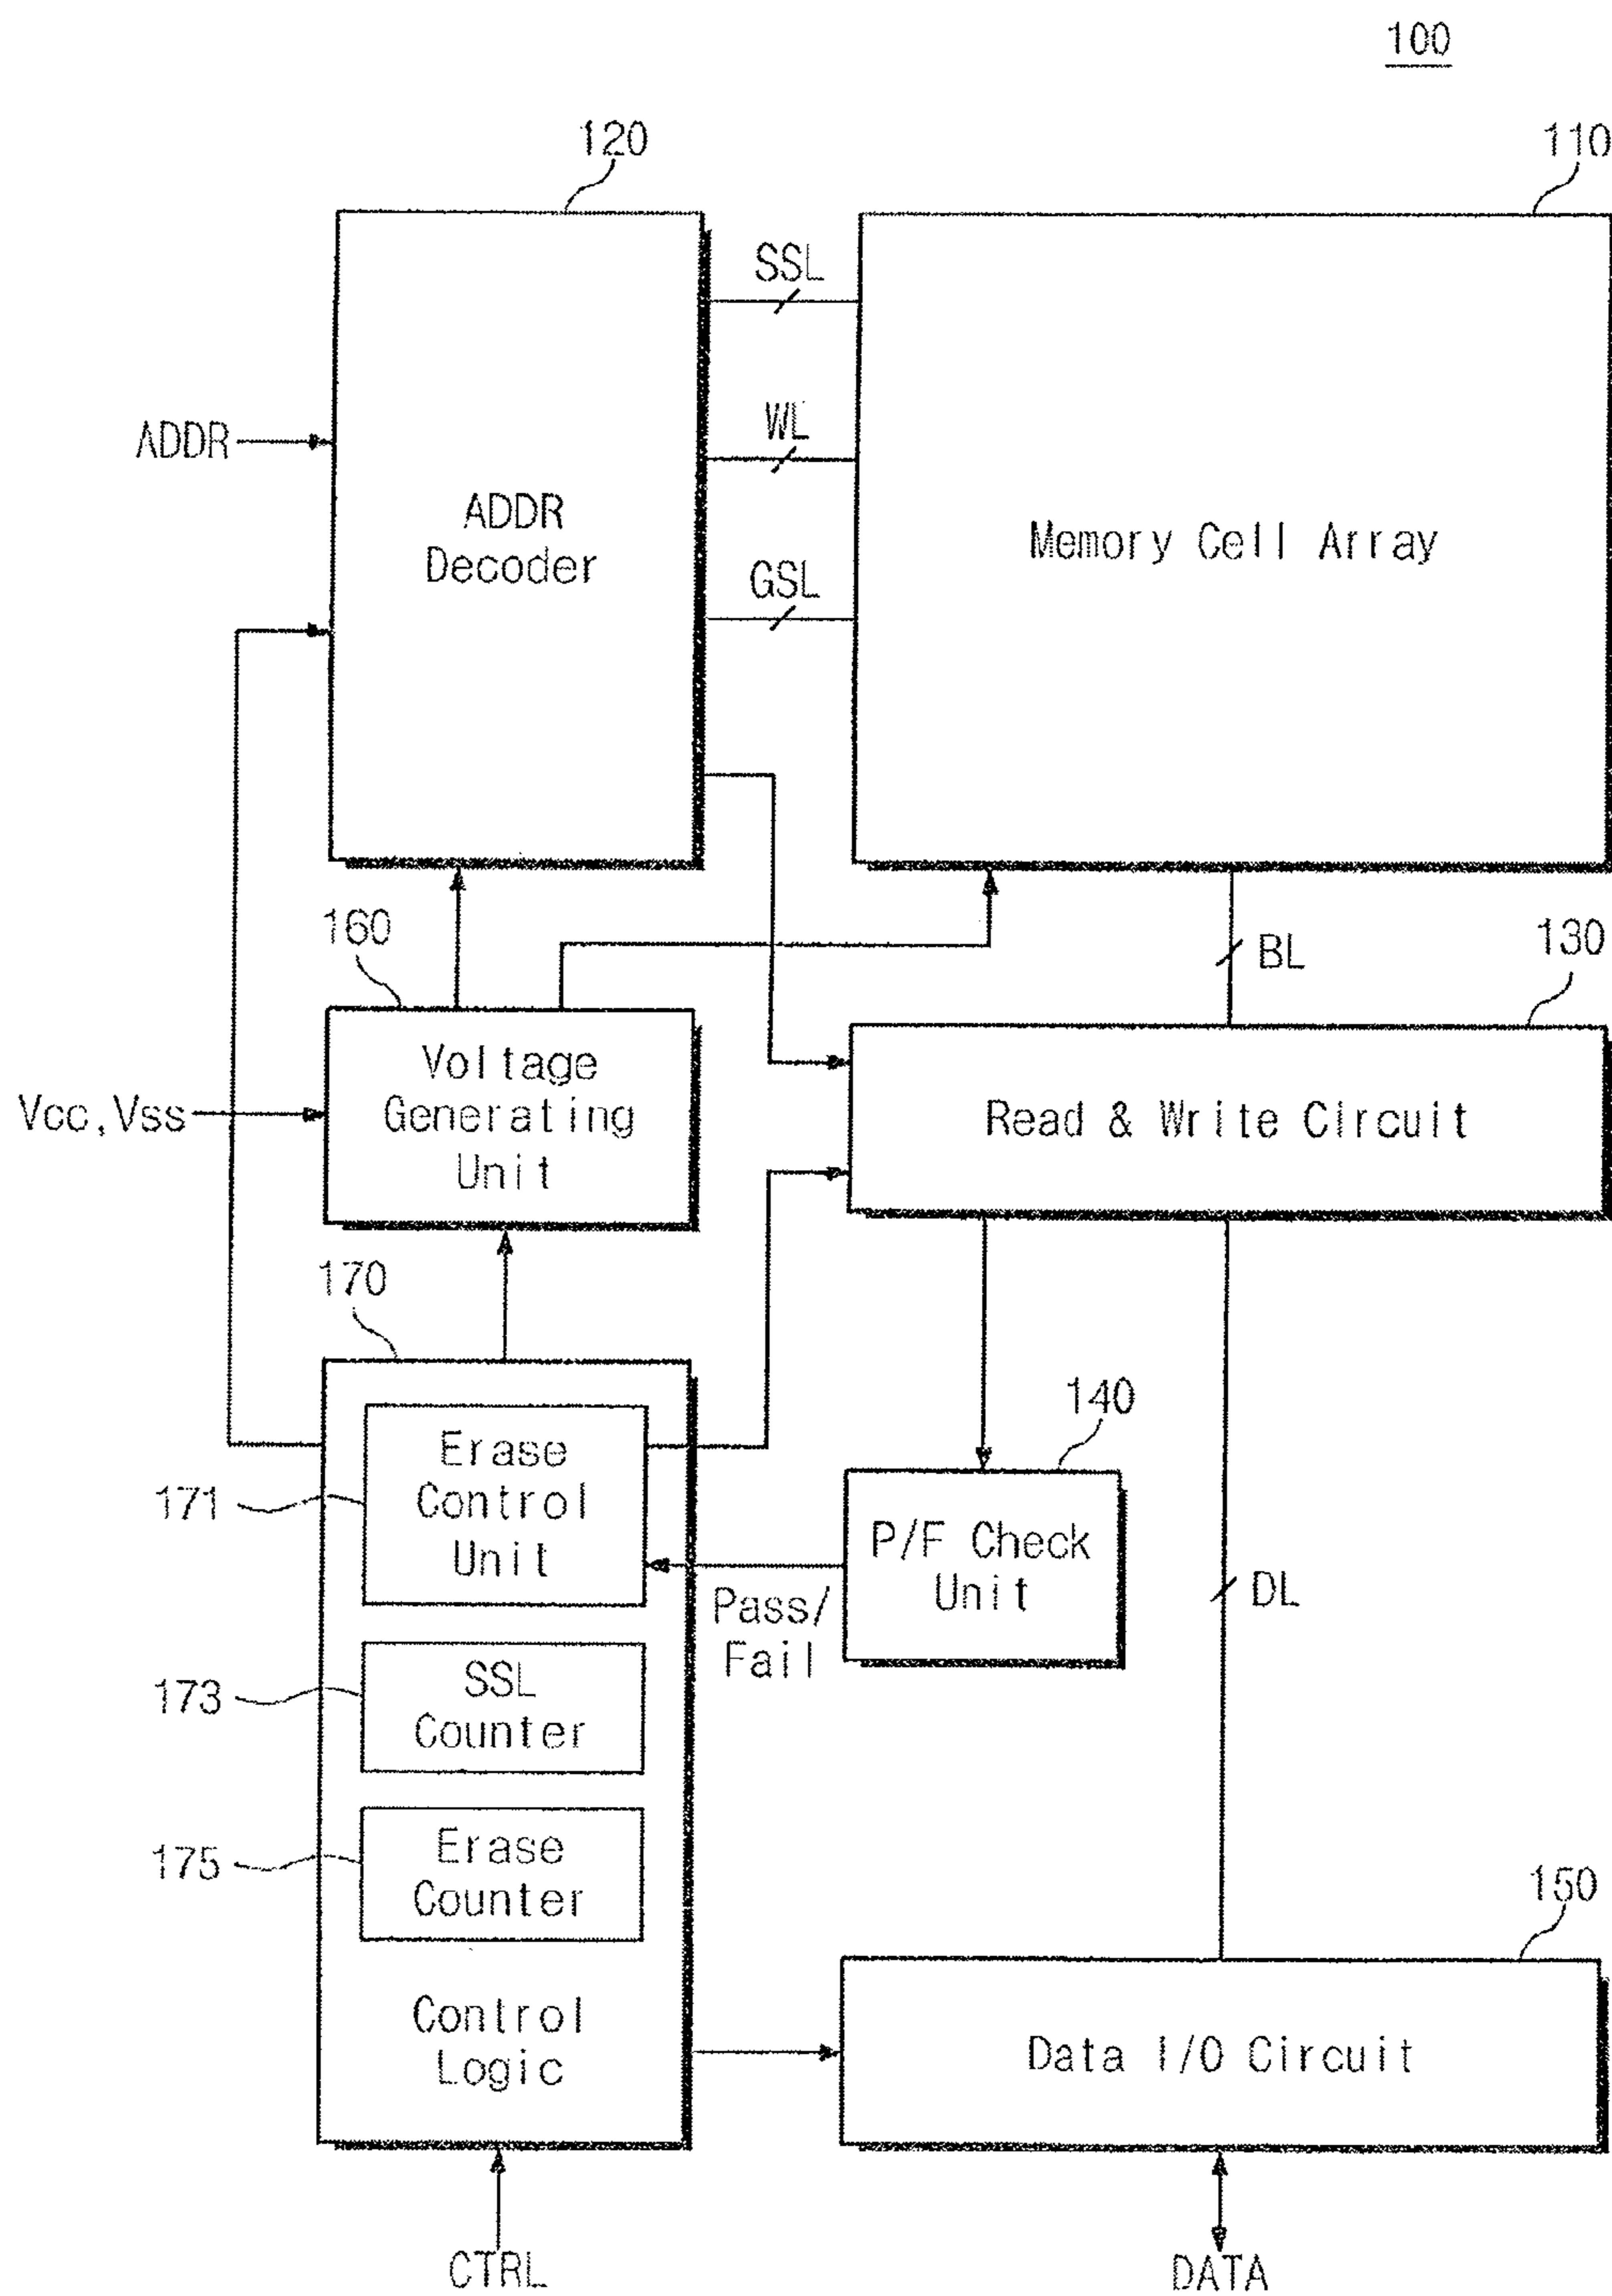 100
120
110
SSL
WL
GSL
ADDR
ADDR
Decoder
Memory Cell Array
160
BL
130
Vcc,Vss
Voltage
Generating
Unit
Read & Write Circuit
170
140
171
Erase
Control
Unit
P/F Check
Unit
Pass/
Fail
DL
173
SSL
Counter
175
Erase
Counter
150
Control
Logic
Data I/O Circuit
CTRL
DATA